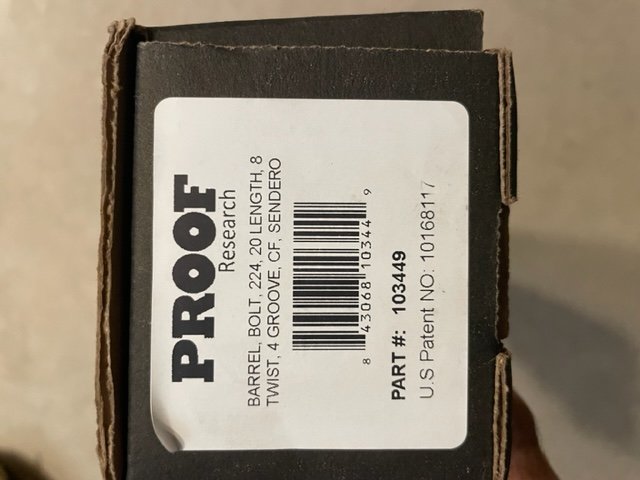 PROOF
Research
BARREL, BOLT, 224, 20 LENGTH, 8
TWIST, 4 GROOVE, CF, SENDERO
8 43068 10344 9
PART #: 103449
U.S Patent NO: 10168117